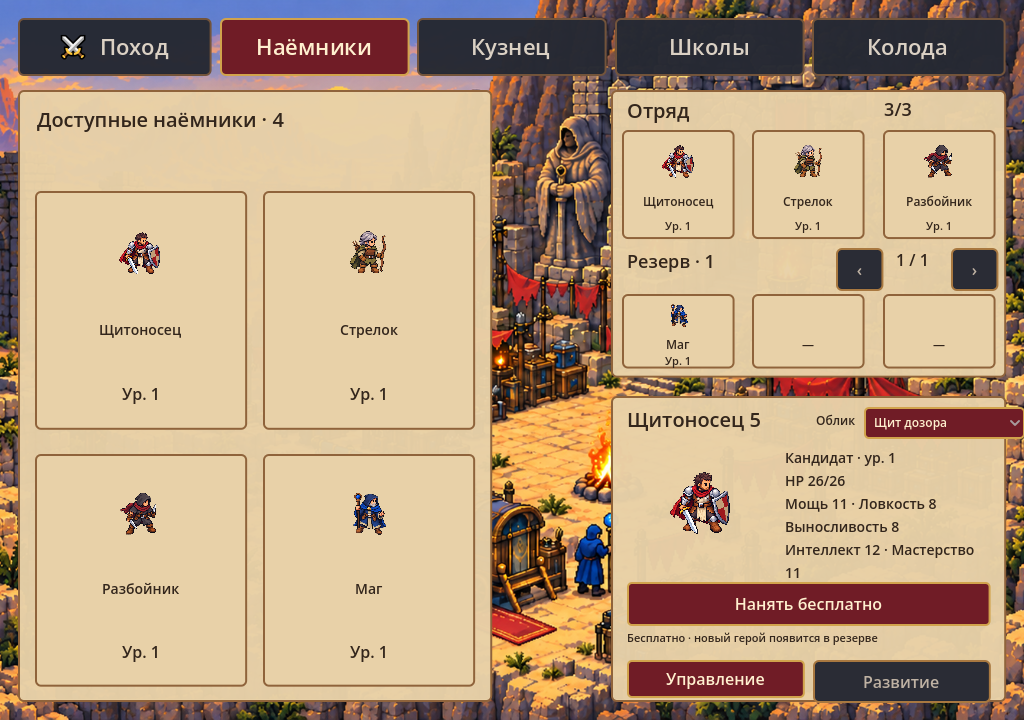 Поход
Наёмники
Кузнец
Школы
Колода
Доступные наёмники · 4
Щитоносец
Ур. 1
Стрелок
Ур. 1
Разбойник
Ур. 1
Маг
Ур. 1
Отряд
3/3
Щитоносец
Ур. 1
Стрелок
Ур. 1
Разбойник
Ур. 1
Резерв · 1
‹
1 / 1
›
Маг
Ур. 1
—
—
Щитоносец 5
Облик
Щит дозора
Кандидат · ур. 1
HP 26/26
Мощь 11 · Ловкость 8
Выносливость 8
Интеллект 12 · Мастерство
11
Нанять бесплатно
Бесплатно · новый герой появится в резерве
Управление
Развитие